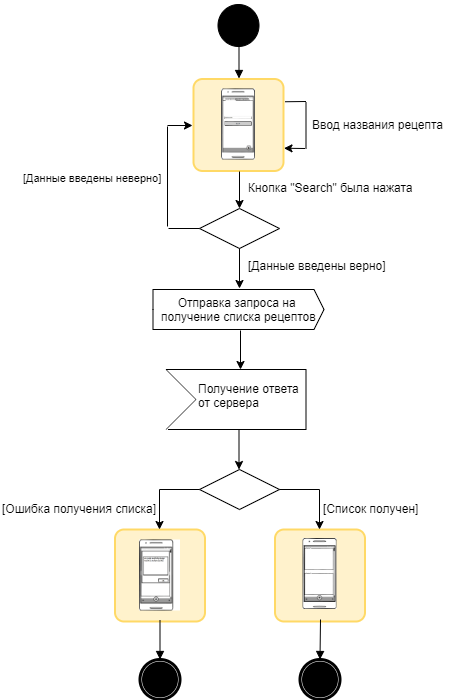 Ввод названия рецепта
[Данные введены неверно]
Кнопка "Search" была нажата
[Данные введены верно]
Отправка запроса на
получение списка рецептов
Получение ответа
от сервера
[Ошибка получения списка]
[Список получен]